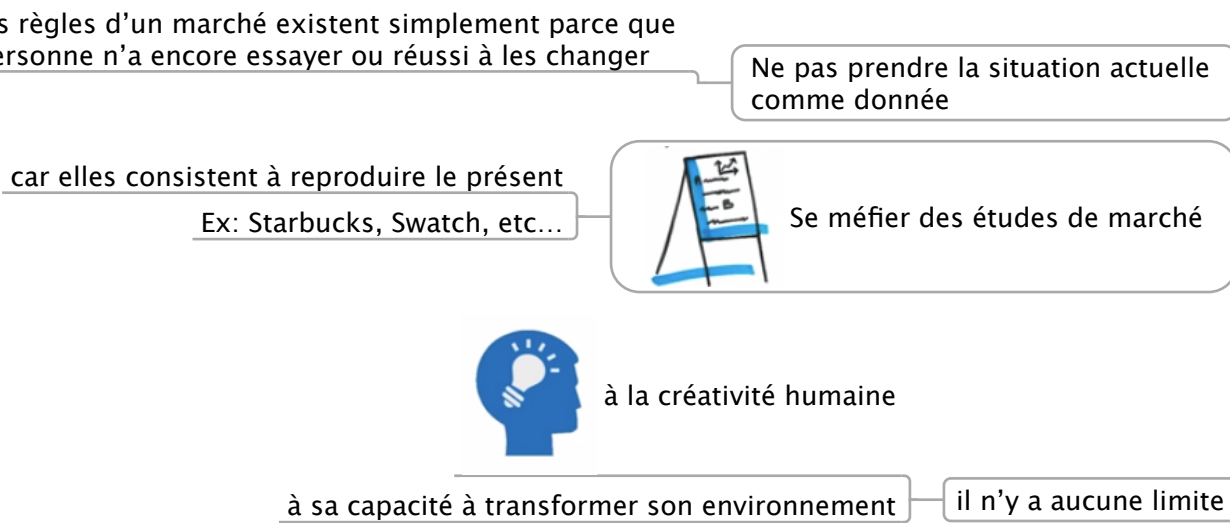 s règles d’un marché existent simplement parce que
ersonne n’a encore essayer ou réussi à les changer
Ne pas prendre la situation actuelle
comme donnée
car elles consistent à reproduire le présent
Ex: Starbucks, Swatch, etc…
Se méfier des études de marché
à la créativité humaine
à sa capacité à transformer son environnement
il n’y a aucune limite